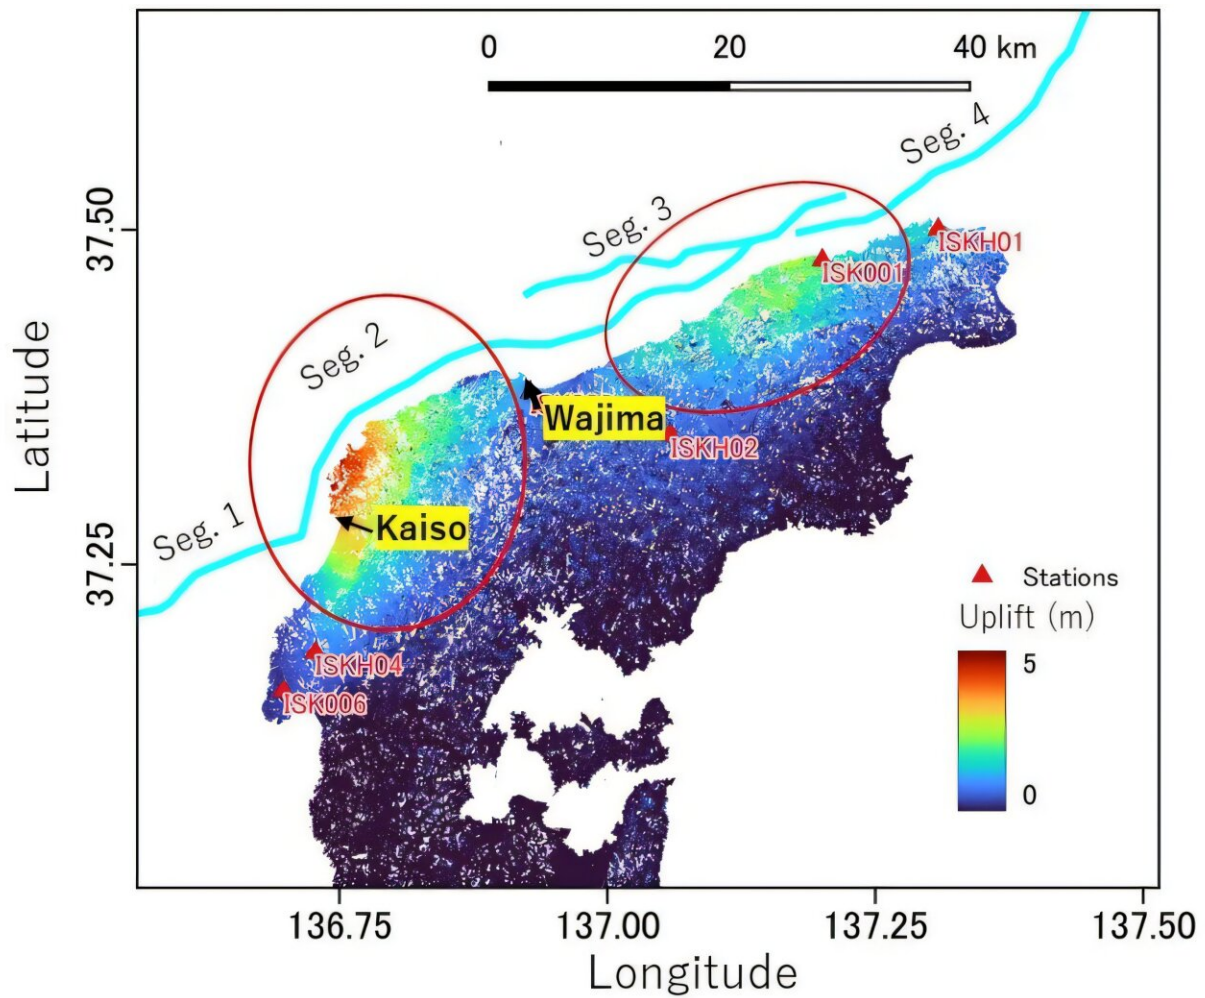 0 20 40 km
Seg. 4
Seg. 3
37.50
ISKH01
ISK001
Seg. 2
Latitude
Wajima
ISKH02
Seg. 1
Kaiso
37.25
Stations
Uplift (m)
ISKH04
5
ISK006
0
136.75 137.00 137.25 137.50
Longitude